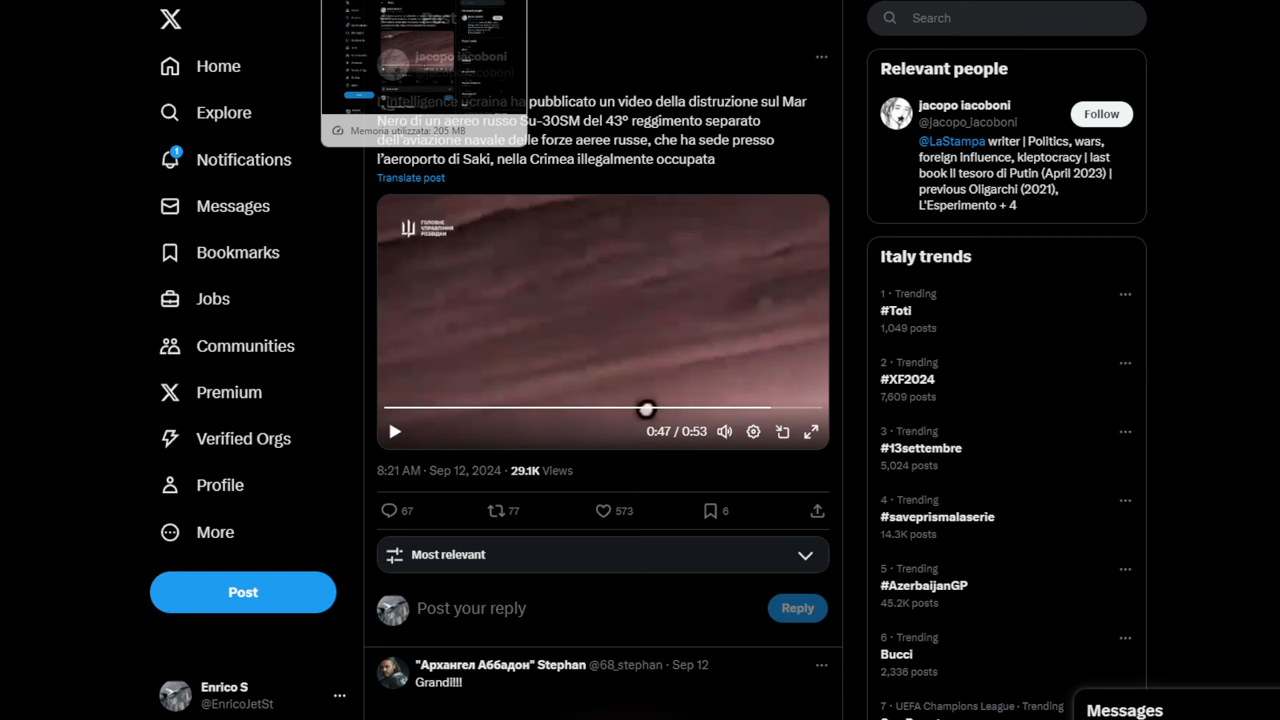 Home
Explore
1
Notifications
Messages
Bookmarks
Jobs
Communities
Premium
Verified Orgs
Profile
More
Post
Enrico S
@EnricoJetSt
Post
jacopo iacoboni
@jacopo_iacoboni
Memoria utilizzata: 205 MB
L'intelligence ucraina ha pubblicato un video della distruzione sul Mar
Nero di un aereo russo Su-30SM del 43° reggimento separato
dell'aviazione navale delle forze aeree russe, che ha sede presso
l'aeroporto di Saki, nella Crimea illegalmente occupata
Translate post
ГОЛОВНЕ
УПРАВЛІННЯ
РОЗВІДКИ
0:47 / 0:53
8:21 AM · Sep 12, 2024 · 29.1K Views
67 77 573 6
Most relevant
Post your reply
Reply
"Архангел Аббадон" Stephan @68_stephan · Sep 12
Grandi!!!
Search
Relevant people
jacopo iacoboni
@jacopo_iacoboni
Follow
@LaStampa writer | Politics, wars,
foreign influence, kleptocracy | last
book Il tesoro di Putin (April 2023) |
previous Oligarchi (2021),
L'Esperimento + 4
Italy trends
1 · Trending
#Toti
1,049 posts
2 · Trending
#XF2024
7,609 posts
3 · Trending
#13settembre
5,024 posts
4 · Trending
#saveprismalaserie
14.3K posts
5 · Trending
#AzerbaijanGP
45.2K posts
6 · Trending
Bucci
2,336 posts
7 · UEFA Champions League · Trending
Messages